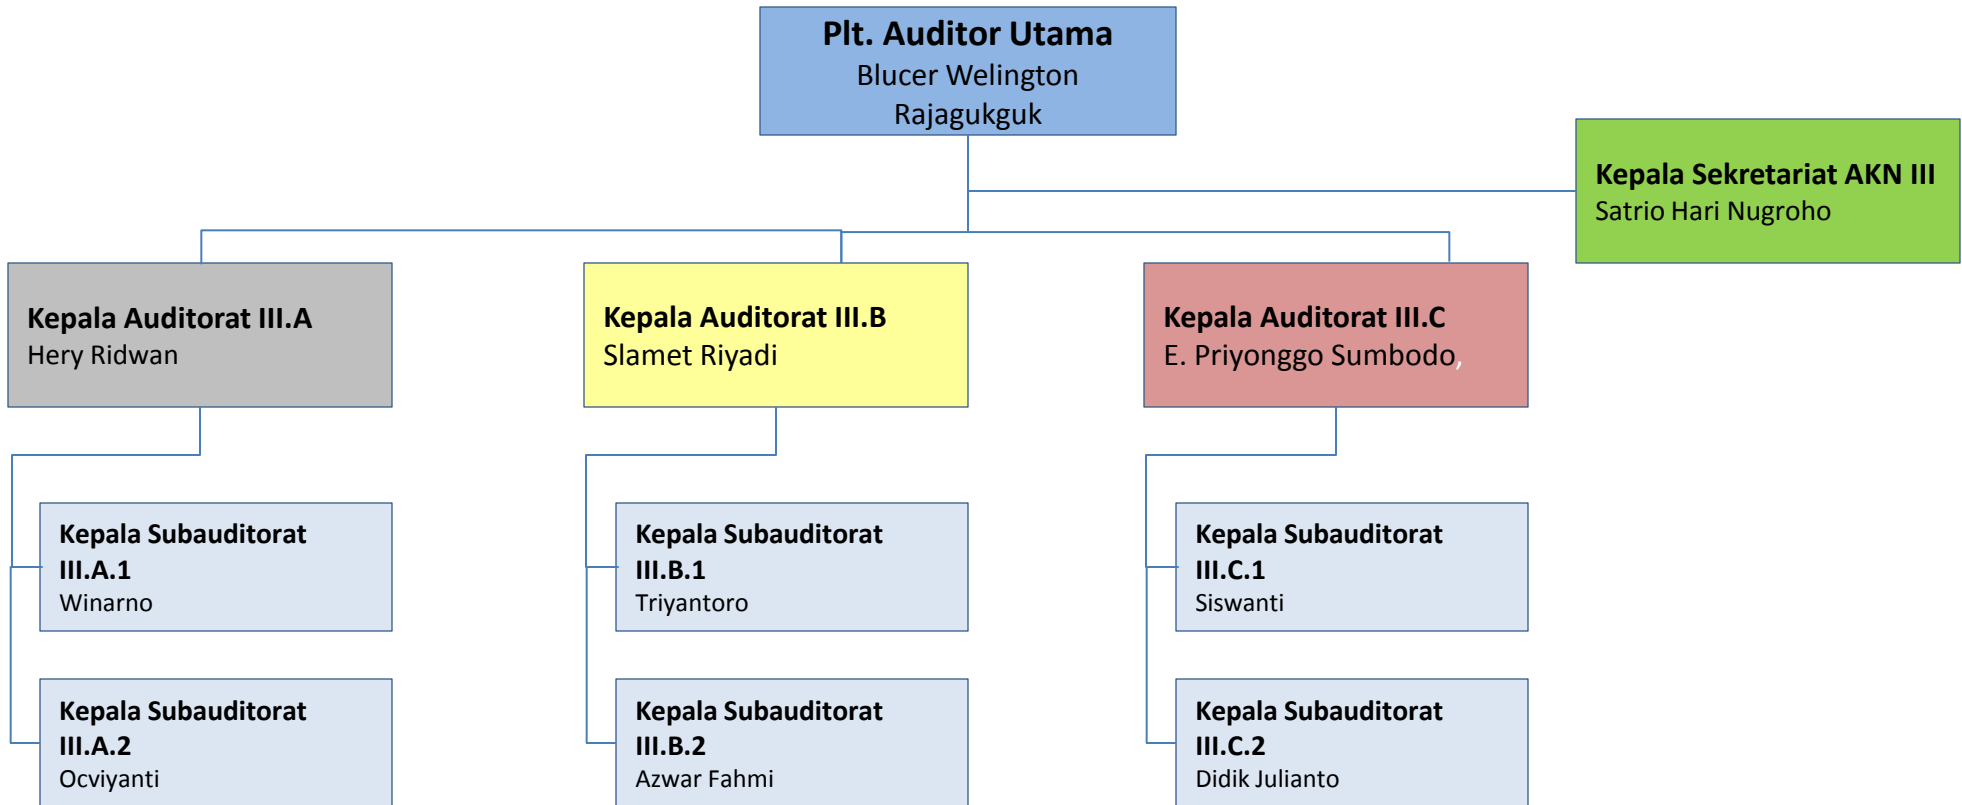 Plt. Auditor Utama
Blucer Welington
Rajagukguk
Kepala Sekretariat AKN III
Satrio Hari Nugroho
Kepala Auditorat III.A
Hery Ridwan
Kepala Auditorat III.B
Slamet Riyadi
Kepala Auditorat III.C
E. Priyonggo Sumbodo,
Kepala Subauditorat
III.A.1
Winarno
Kepala Subauditorat
III.B.1
Triyantoro
Kepala Subauditorat
III.C.1
Siswanti
Kepala Subauditorat
III.A.2
Ocviyanti
Kepala Subauditorat
III.B.2
Azwar Fahmi
Kepala Subauditorat
III.C.2
Didik Julianto